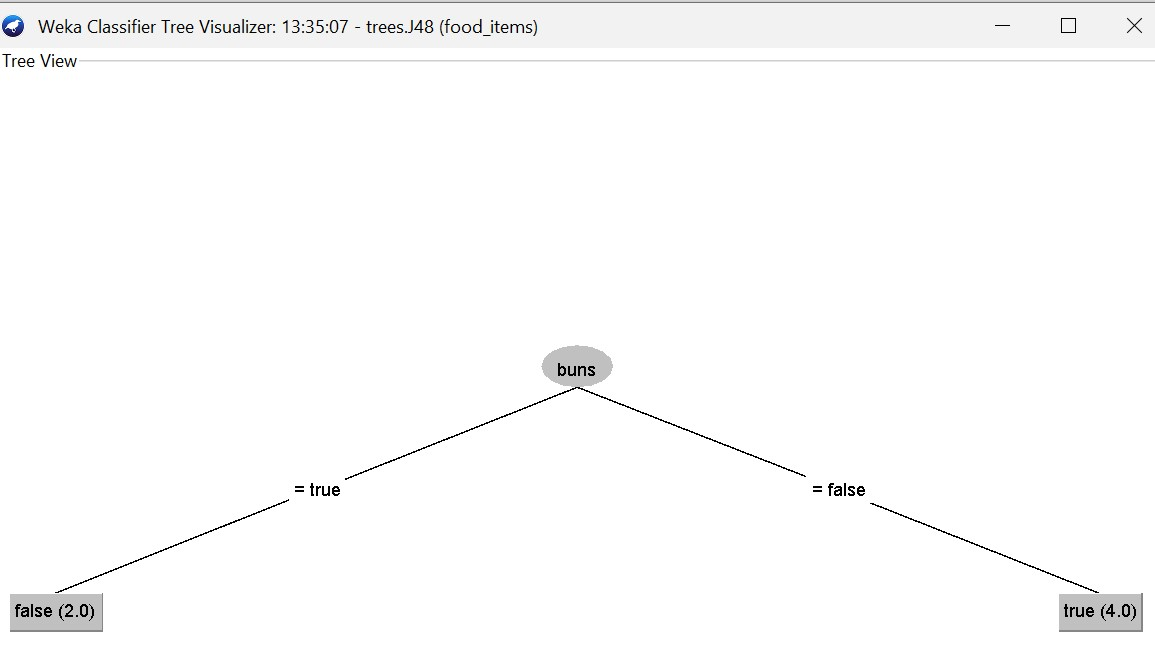 Weka Classifier Tree Visualizer: 13:35:07 - trees.J48 (food_items)
Tree View
buns
= true
= false
false (2.0)
true (4.0)